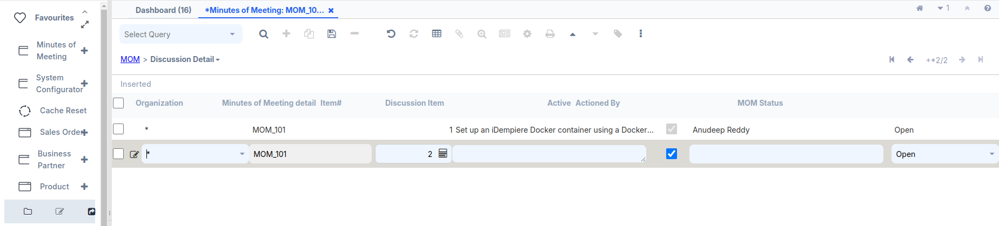 Dashboard (16)
*Minutes of Meeting: MOM_10...
1
Favourites
Minutes of
Meeting
System
Configurator
Cache Reset
Sales Orde
Business
Partner
Product
Select Query
MOM > Discussion Detail
+*2/2
Inserted
Organization Minutes of Meeting detail Item# Discussion Item Active Actioned By MOM Status
* MOM_101 1 Set up an iDempiere Docker container using a Docker... Anudeep Reddy Open
* MOM_101 2 Open